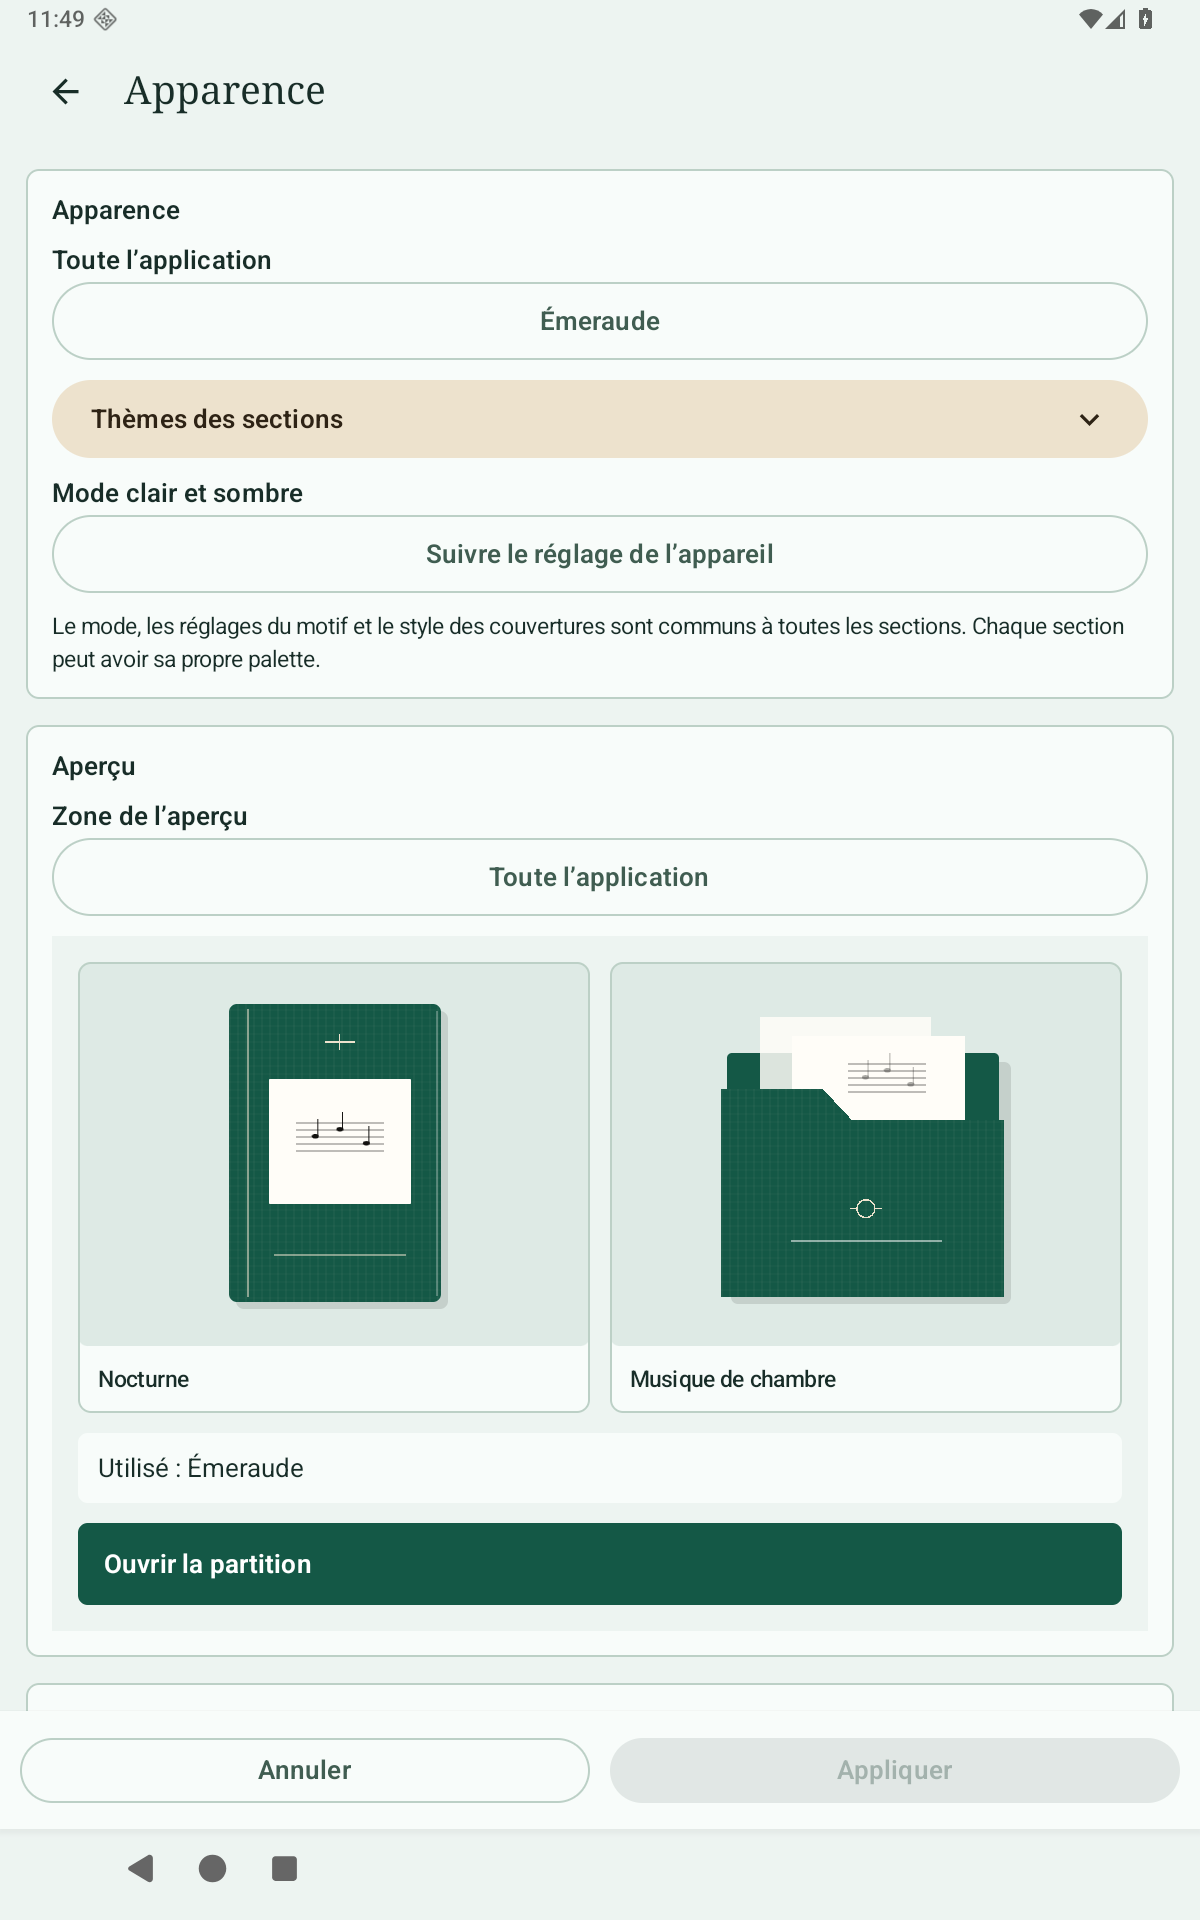 11:49
Apparence
Apparence
Toute l’application
Émeraude
Thèmes des sections
Mode clair et sombre
Suivre le réglage de l’appareil
Le mode, les réglages du motif et le style des couvertures sont communs à toutes les sections. Chaque section
peut avoir sa propre palette.
Aperçu
Zone de l’aperçu
Toute l’application
Nocturne
Musique de chambre
Utilisé : Émeraude
Ouvrir la partition
Annuler
Appliquer